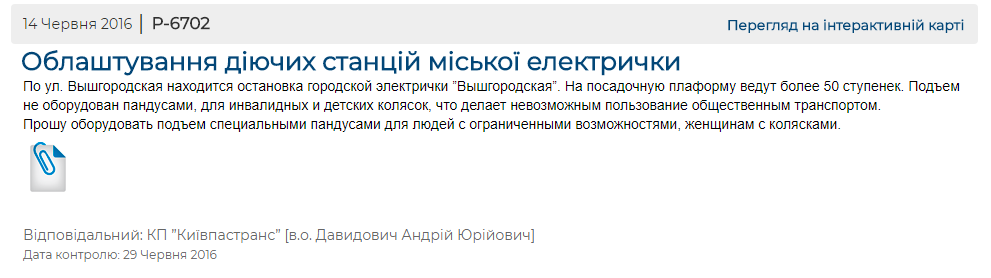 14 Червня 2016 | Р-6702
Перегляд на інтерактивній карті
Облаштування діючих станцій міської електрички
По ул. Вышгородская находится остановка городской электрички "Вышгородская". На посадочную плаформу ведут более 50 ступенек. Подъем
не оборудован пандусами, для инвалидных и детских колясок, что делает невозможным пользование общественным транспортом.
Прошу оборудовать подъем специальными пандусами для людей с ограниченными возможностями, женщинам с колясками.
Відповідальний: КП "Київпастранс" [в.о. Давидович Андрій Юрійович]
Дата контролю: 29 Червня 2016